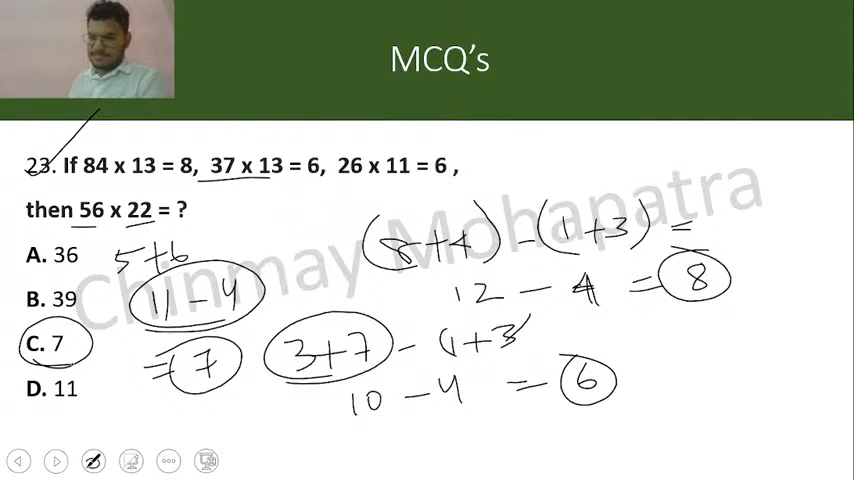 MCQ's
23. If 84 x 13 = 8, 37 x 13 = 6, 26 x 11 = 6 ,
then 56 x 22 = ?
A. 36
B. 39
C. 7
D. 11
Chinmay Mohapatra
(8+4) - (1+3) =
12 - 4 = 8
3+7 - 1+3
10 - 4 = 6
5+6
11 - 4
= 7